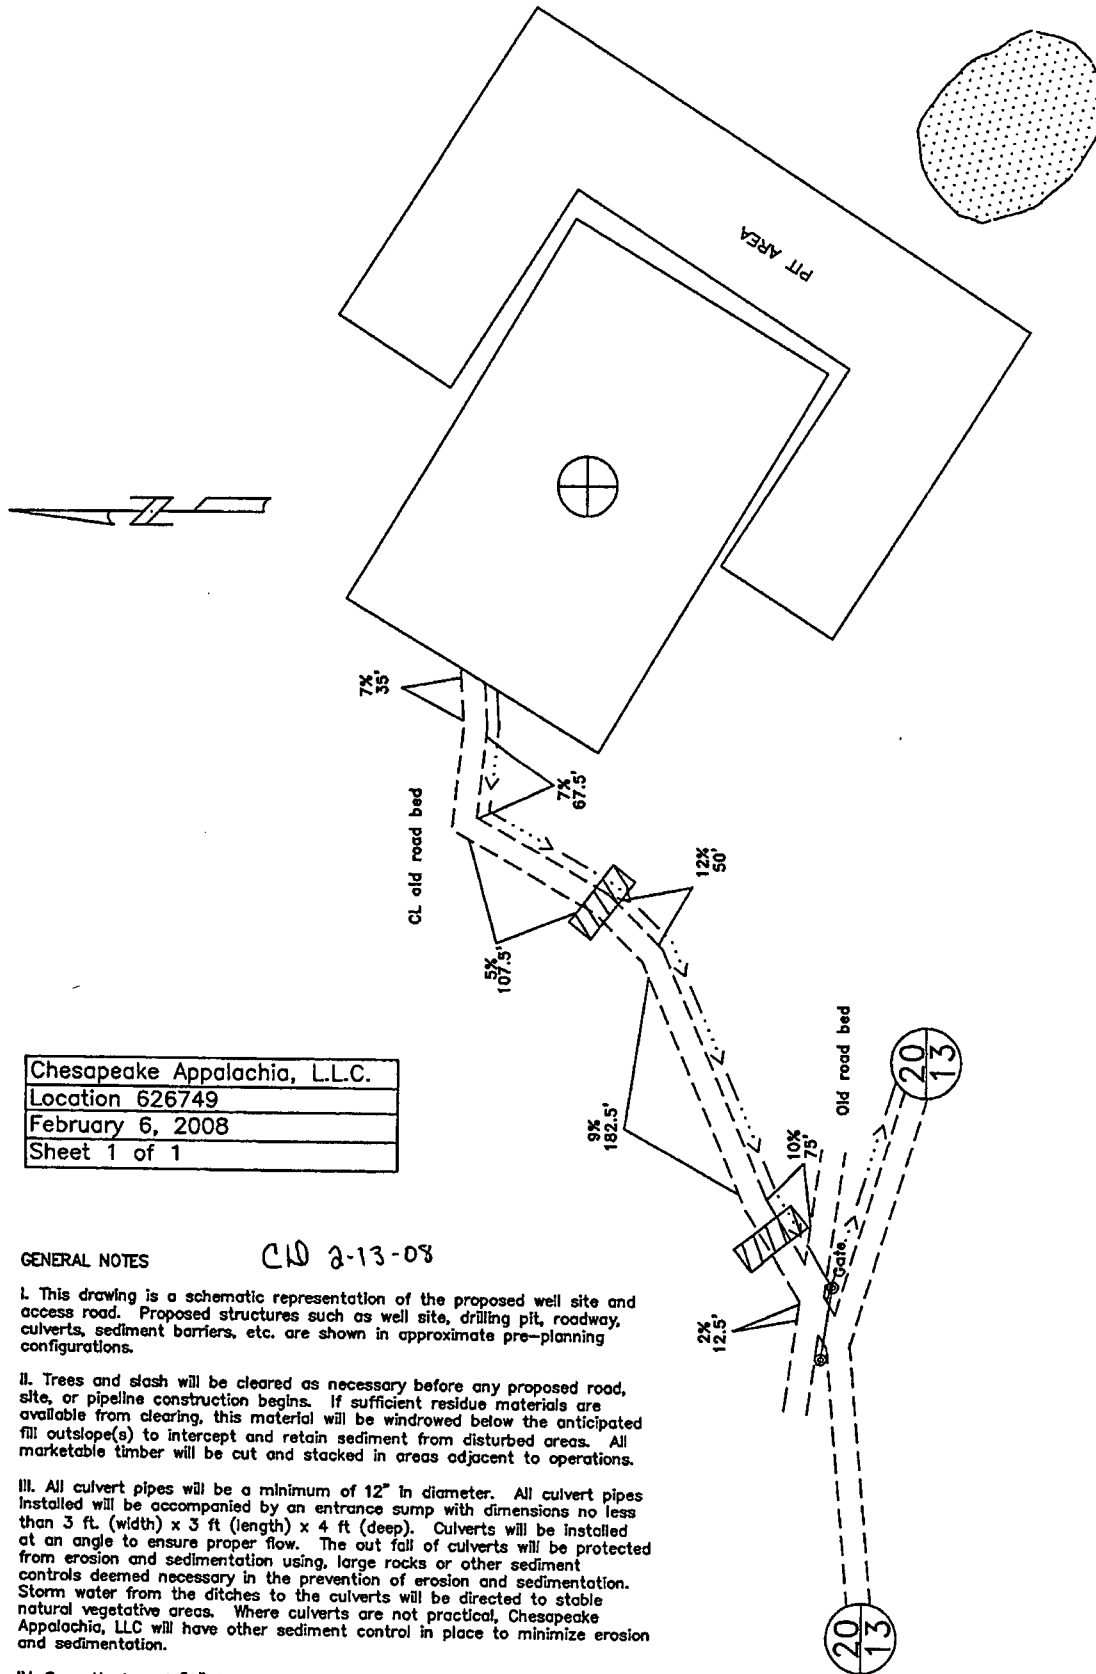 PIT AREA
7%
35'
7%
67.5'
CL old road bed
12%
50'
5%
107.5'
9%
182.5'
10%
75'
Old road bed
20
13
Gate
2%
12.5'
20
13
Chesapeake Appalachia, L.L.C.
Location 626749
February 6, 2008
Sheet 1 of 1
GENERAL NOTES
2-13-08
I. This drawing is a schematic representation of the proposed well site and
access road. Proposed structures such as well site, drilling pit, roadway,
culverts, sediment barriers, etc. are shown in approximate pre-planning
configurations.
II. Trees and slash will be cleared as necessary before any proposed road,
site, or pipeline construction begins. If sufficient residue materials are
available from clearing, this material will be windrowed below the anticipated
fill outslope(s) to intercept and retain sediment from disturbed areas. All
marketable timber will be cut and stacked in areas adjacent to operations.
III. All culvert pipes will be a minimum of 12" in diameter. All culvert pipes
installed will be accompanied by an entrance sump with dimensions no less
than 3 ft. (width) x 3 ft (length) x 4 ft (deep). Culverts will be installed
at an angle to ensure proper flow. The out fall of culverts will be protected
from erosion and sedimentation using, large rocks or other sediment
controls deemed necessary in the prevention of erosion and sedimentation.
Storm water from the ditches to the culverts will be directed to stable
natural vegetative areas. Where culverts are not practical, Chesapeake
Appalachia, LLC will have other sediment control in place to minimize erosion
and sedimentation.